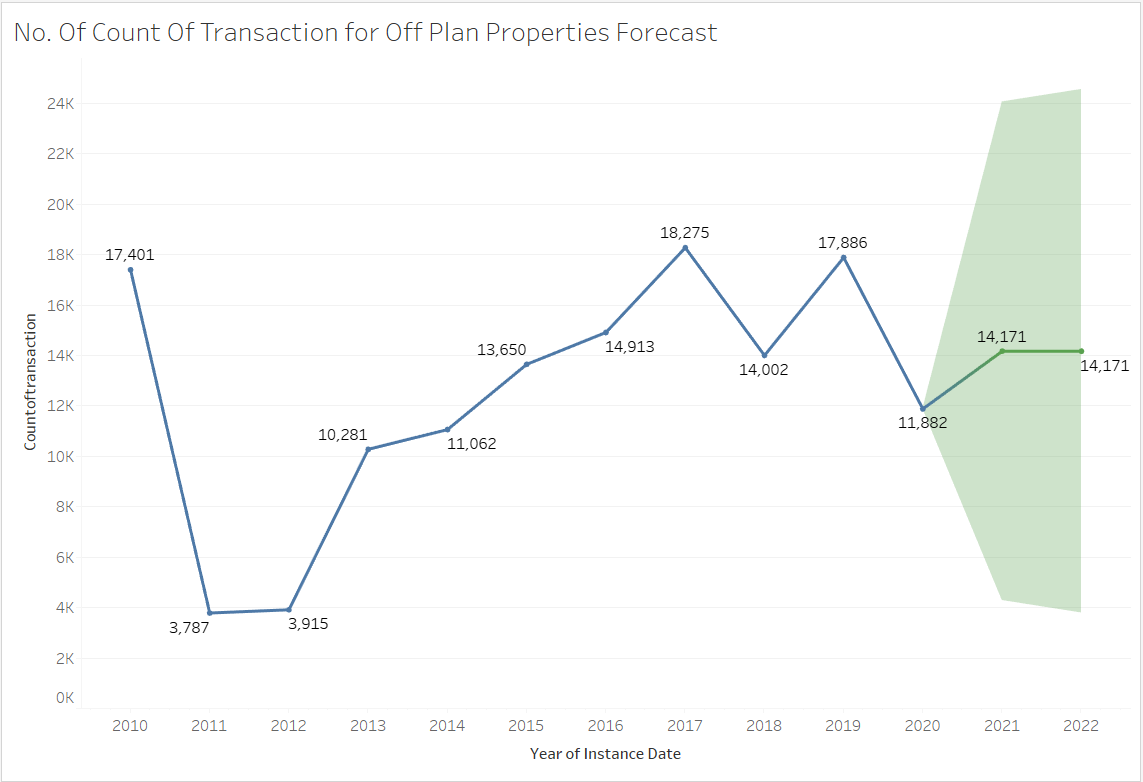 No. Of Count Of Transaction for Off Plan Properties Forecast
24K
22K
20K
18K
16K
14K
12K
10K
8K
6K
4K
2K
0K
Countoftransaction
17,401
3,787
3,915
10,281
11,062
13,650
14,913
18,275
14,002
17,886
11,882
14,171
14,171
2010 2011 2012 2013 2014 2015 2016 2017 2018 2019 2020 2021 2022
Year of Instance Date